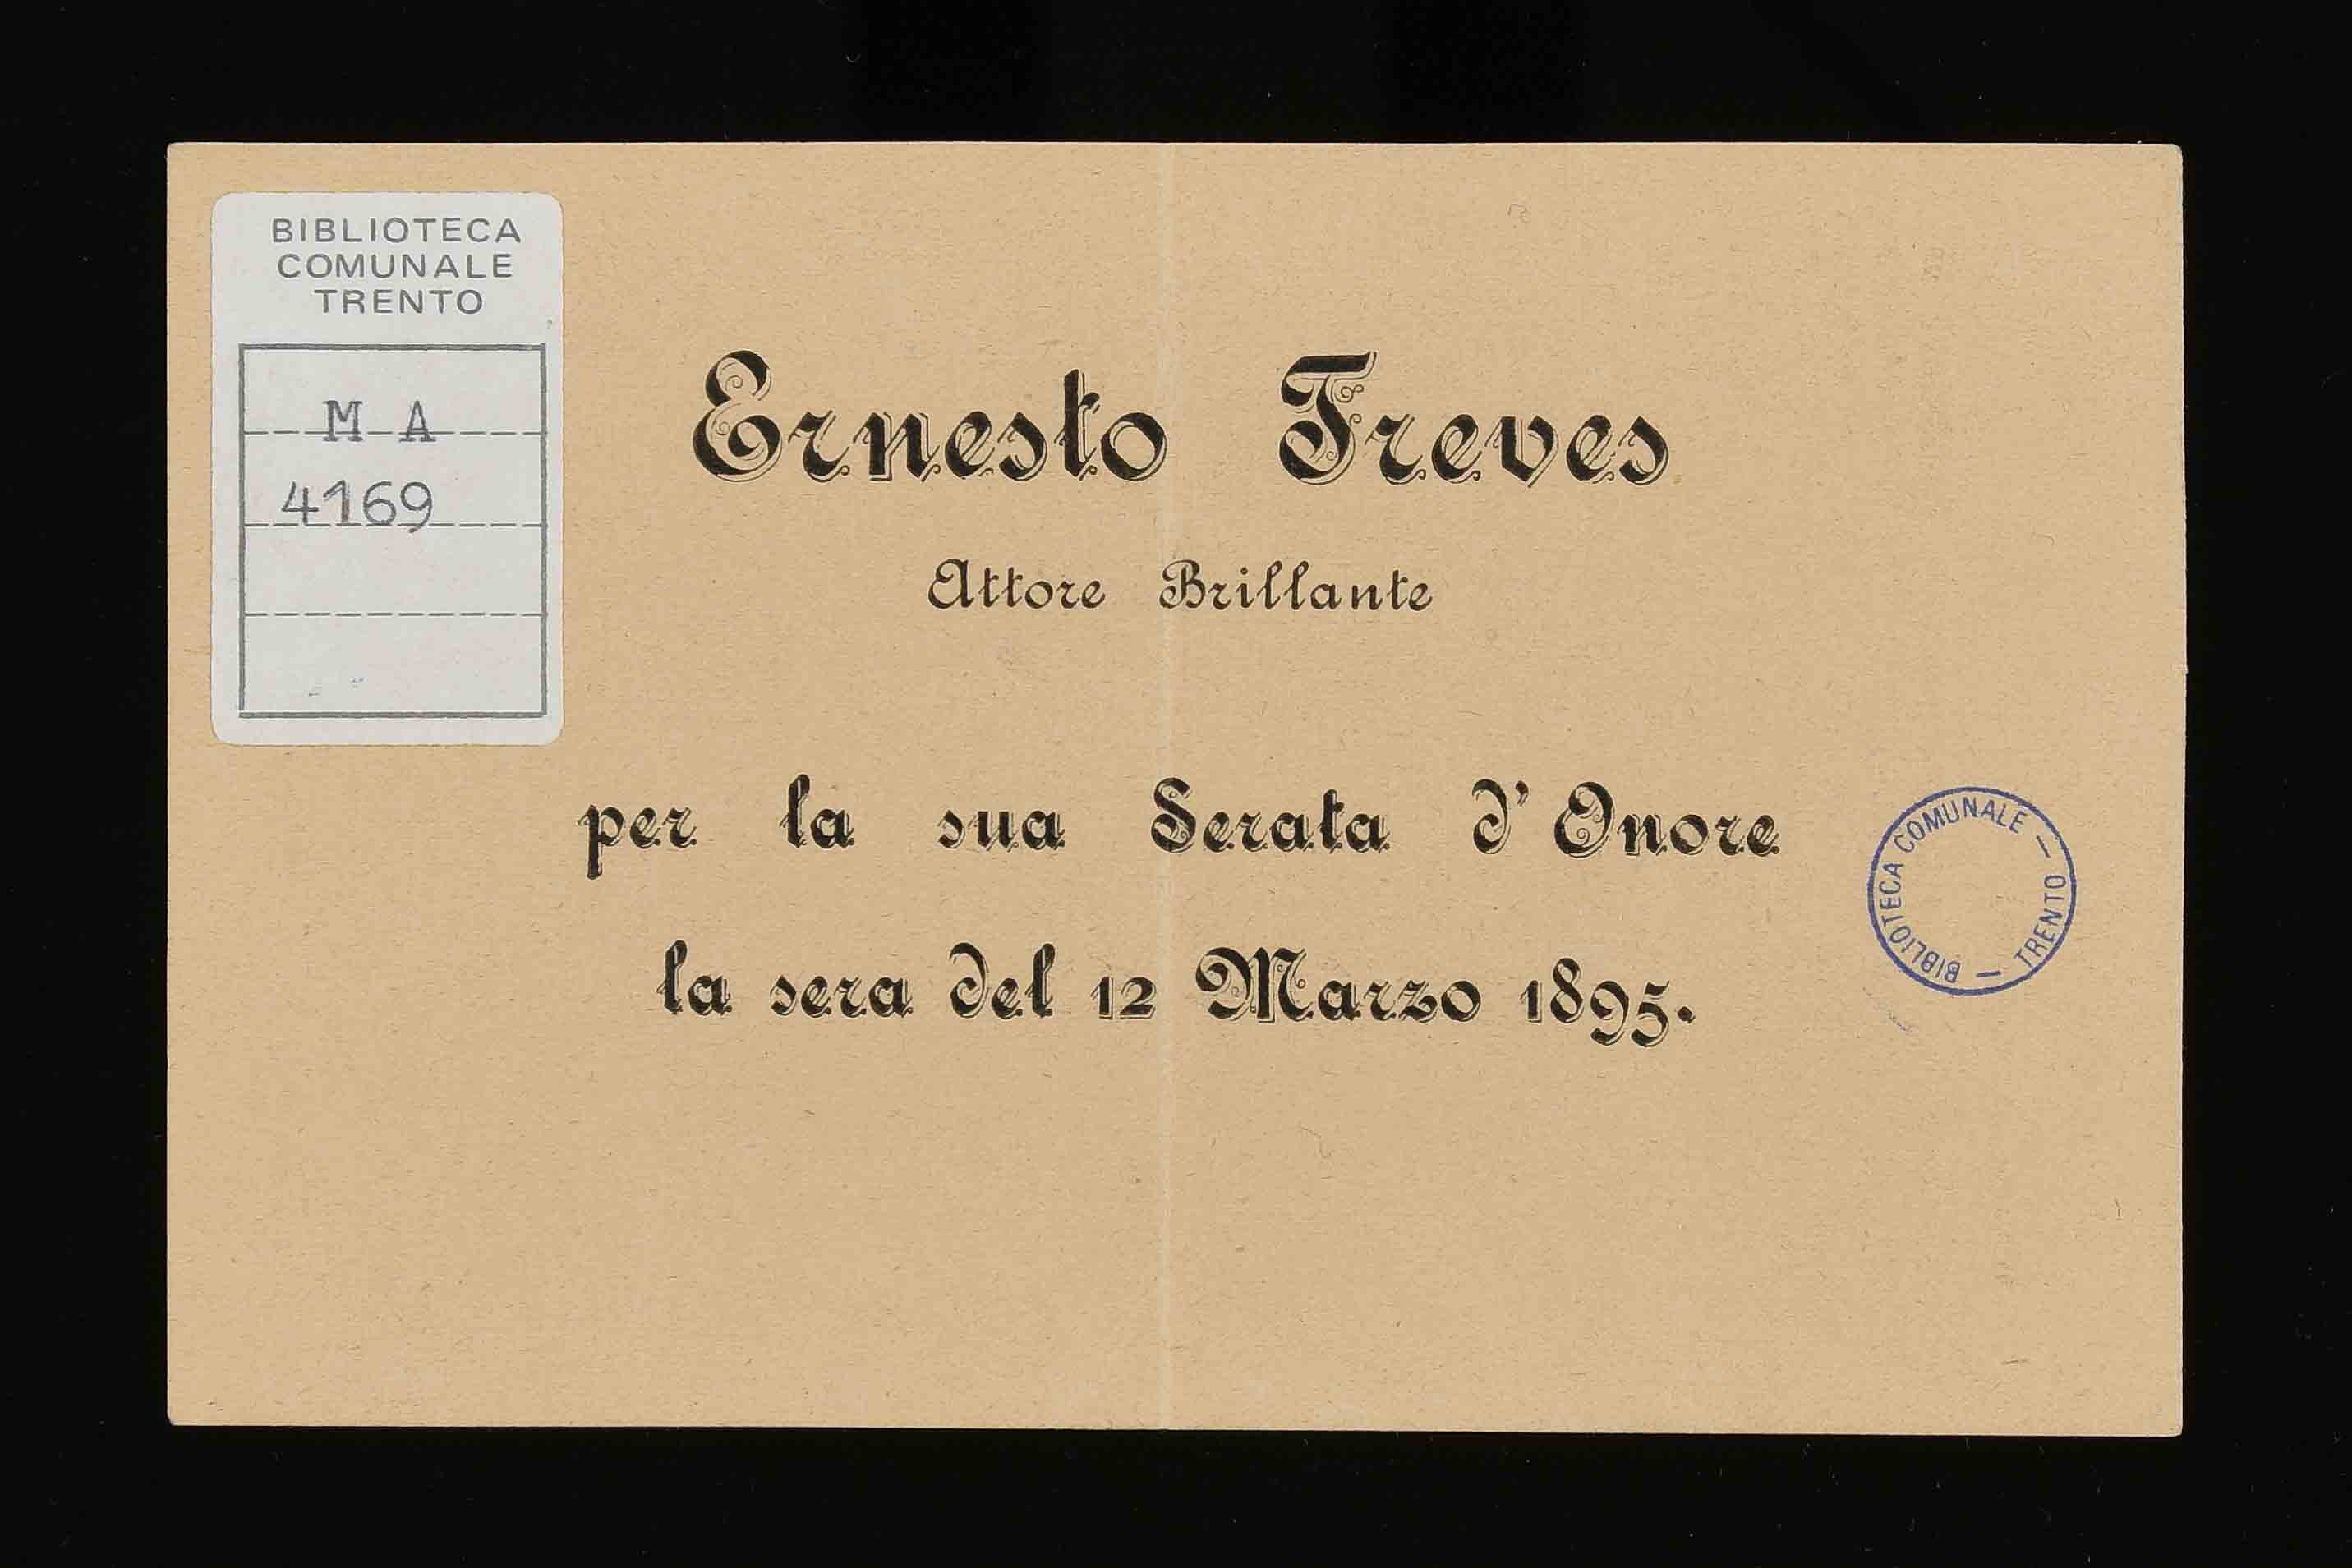 BIBLIOTECA
COMUNALE
TRENTO
M A
4169
Ernesto Treves
Attore Brillante
per la sua Serata d' Onore
la sera del 12 Marzo 1895.
BIBLIOTECA COMUNALE — TRENTO —